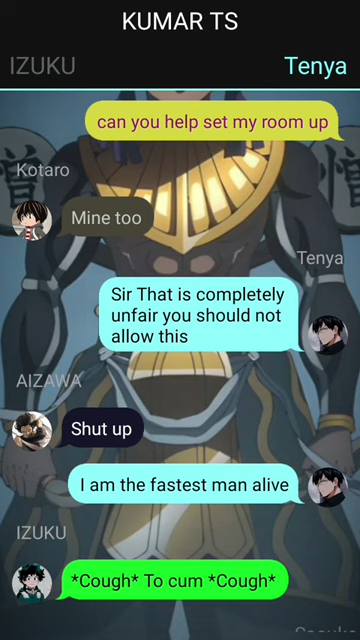 KUMAR TS
IZUKU
Tenya
can you help set my room up
Kotaro
Mine too
Tenya
Sir That is completely
unfair you should not
allow this
AIZAWA
Shut up
I am the fastest man alive
IZUKU
*Cough* To cum *Cough*
憎